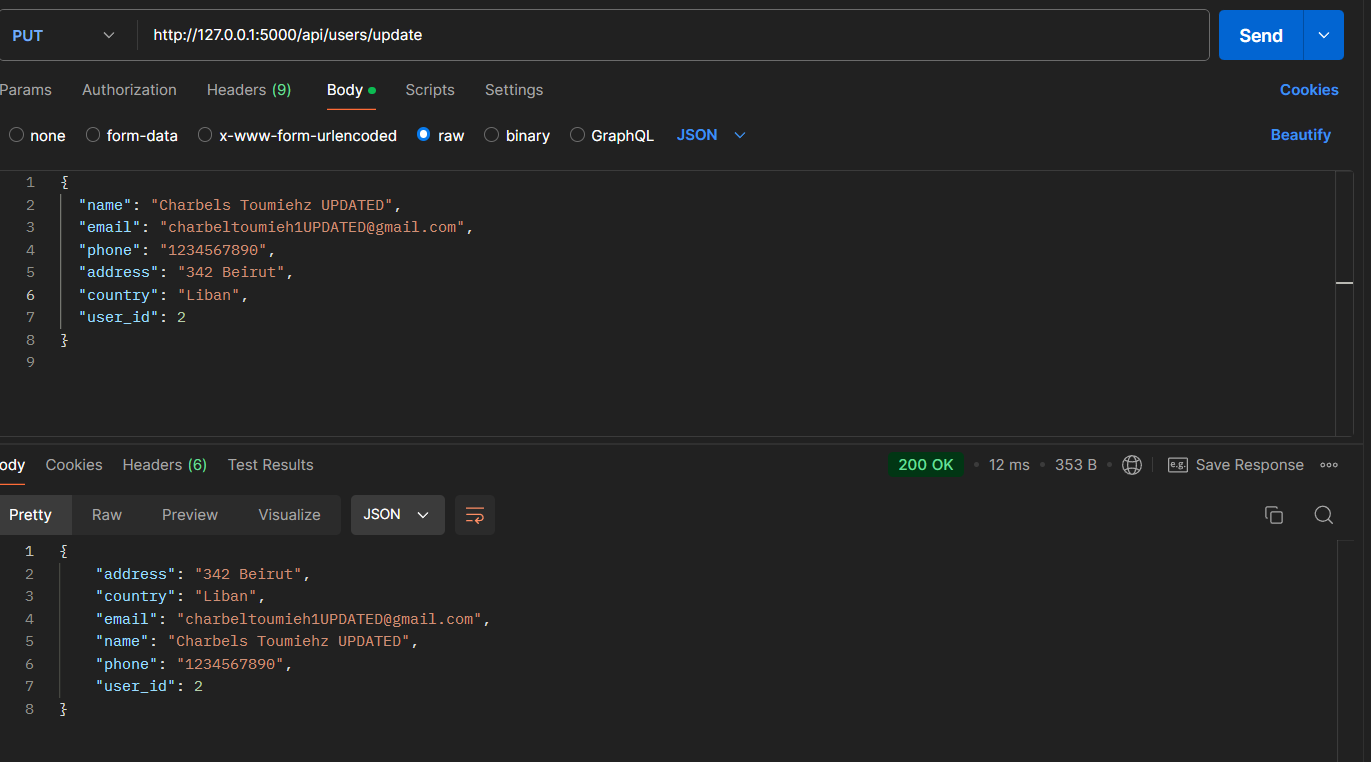 PUT http://127.0.0.1:5000/api/users/update Send
Params Authorization Headers (9) Body Scripts Settings Cookies
none form-data x-www-form-urlencoded raw binary GraphQL JSON Beautify
1 {
2 "name": "Charbels Toumiehz UPDATED",
3 "email": "charbeltoumieh1UPDATED@gmail.com",
4 "phone": "1234567890",
5 "address": "342 Beirut",
6 "country": "Liban",
7 "user_id": 2
8 }
9
ody Cookies Headers (6) Test Results 200 OK 12 ms 353 B e.g. Save Response
Pretty Raw Preview Visualize JSON
1 {
2 "address": "342 Beirut",
3 "country": "Liban",
4 "email": "charbeltoumieh1UPDATED@gmail.com",
5 "name": "Charbels Toumiehz UPDATED",
6 "phone": "1234567890",
7 "user_id": 2
8 }